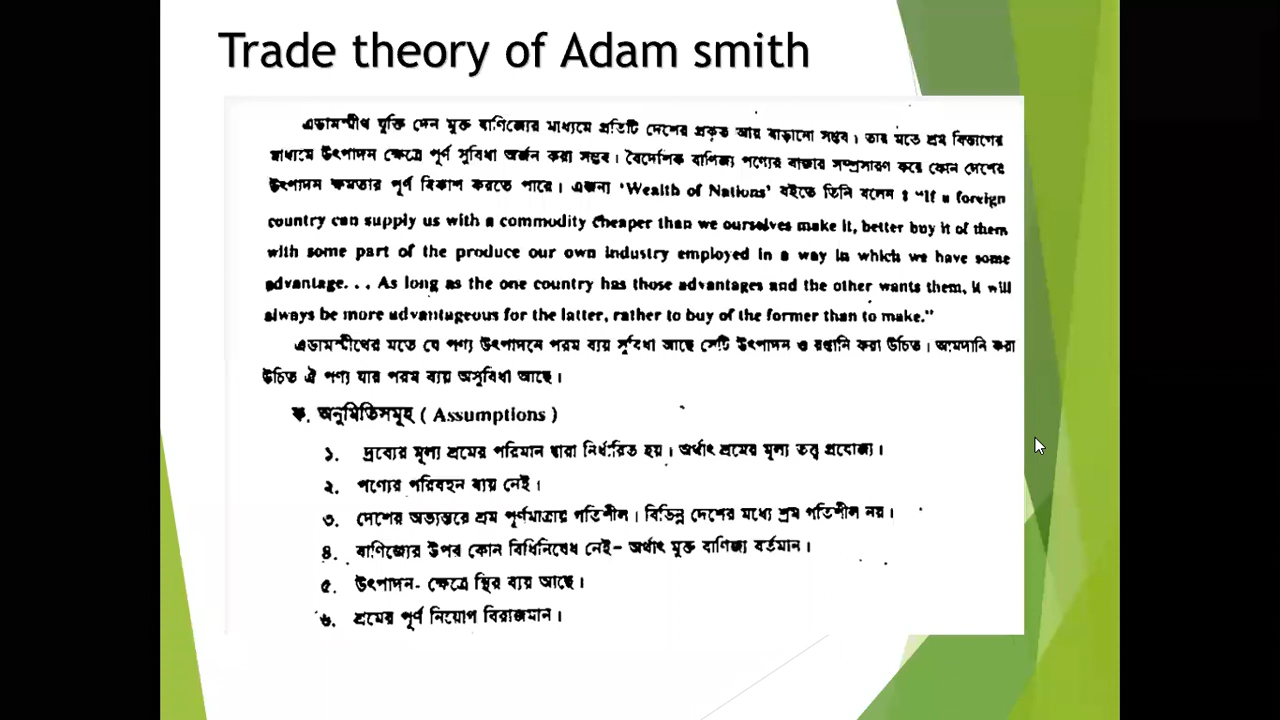 Trade theory of Adam smith
এডামস্মীথ যুক্তি দেন মুক্ত বাণিজ্যের মাধ্যমে প্রতিটি দেশের প্রকৃত আয় বাড়ানো সম্ভব। তার মতে শ্রম বিভাগের
মাধ্যমে উৎপাদন ক্ষেত্রে পূর্ণ সুবিধা অর্জন করা সম্ভব। বৈদেশিক বাণিজ্য পণ্যের বাজার সম্প্রসারণ করে কোন দেশের
উৎপাদন ক্ষমতার পূর্ণ বিকাশ করতে পারে। এজন্য ‘Wealth of Nations’ বইতে তিনি বলেন ঃ “If a foreign
country can supply us with a commodity cheaper than we ourselves make it, better buy it of them
with some part of the produce our own industry employed in a way in which we have some
advantage. . . As long as the one country has those advantages and the other wants them, it will
always be more advantageous for the latter, rather to buy of the former than to make.”
এডামস্মীথের মতে যে পণ্য উৎপাদনে পরম ব্যয় সুবিধা আছে সেটি উৎপাদন ও রপ্তানি করা উচিত। আমদানি করা
উচিত ঐ পণ্য যার পরম ব্যয় অসুবিধা আছে।
ক. অনুমিতিসমূহ ( Assumptions )
১. দ্রব্যের মূল্য শ্রমের পরিমান দ্বারা নির্ধারিত হয়। অর্থাৎ শ্রমের মূল্য তত্ত্ব প্রযোজ্য।
২. পণ্যের পরিবহন ব্যয় নেই।
৩. দেশের অভ্যন্তরে শ্রম পূর্ণমাত্রায় গতিশীল। বিভিন্ন দেশের মধ্যে শ্রম গতিশীল নয়।
৪. বাণিজ্যের উপর কোন বিধিনিষেধ নেই- অর্থাৎ মুক্ত বাণিজ্য বর্তমান।
৫. উৎপাদন- ক্ষেত্রে স্থির ব্যয় আছে।
৬. শ্রমের পূর্ণ নিয়োগ বিরাজমান।